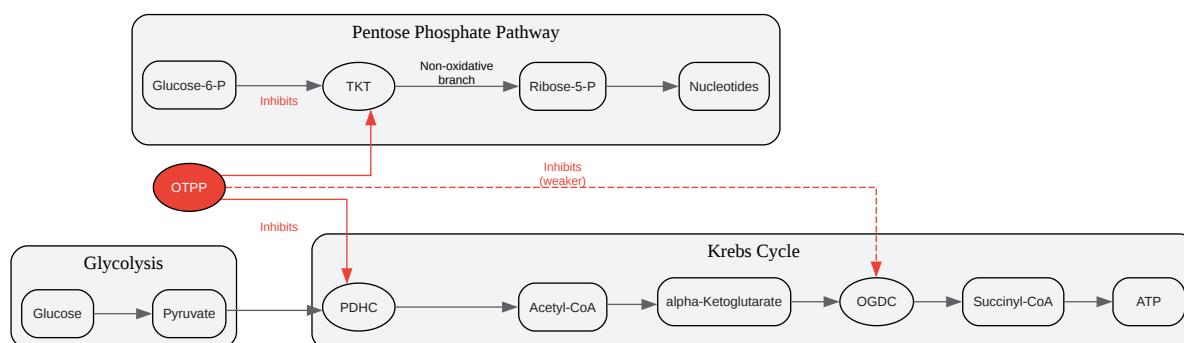 Pentose Phosphate Pathway
Glucose-6-P
TKT
Non-oxidative
branch
Ribose-5-P
Nucleotides
Inhibits
OTPP
Inhibits
(weaker)
Inhibits
Glycolysis
Glucose
Pyruvate
Krebs Cycle
PDHC
Acetyl-CoA
alpha-Ketoglutarate
OGDC
Succinyl-CoA
ATP